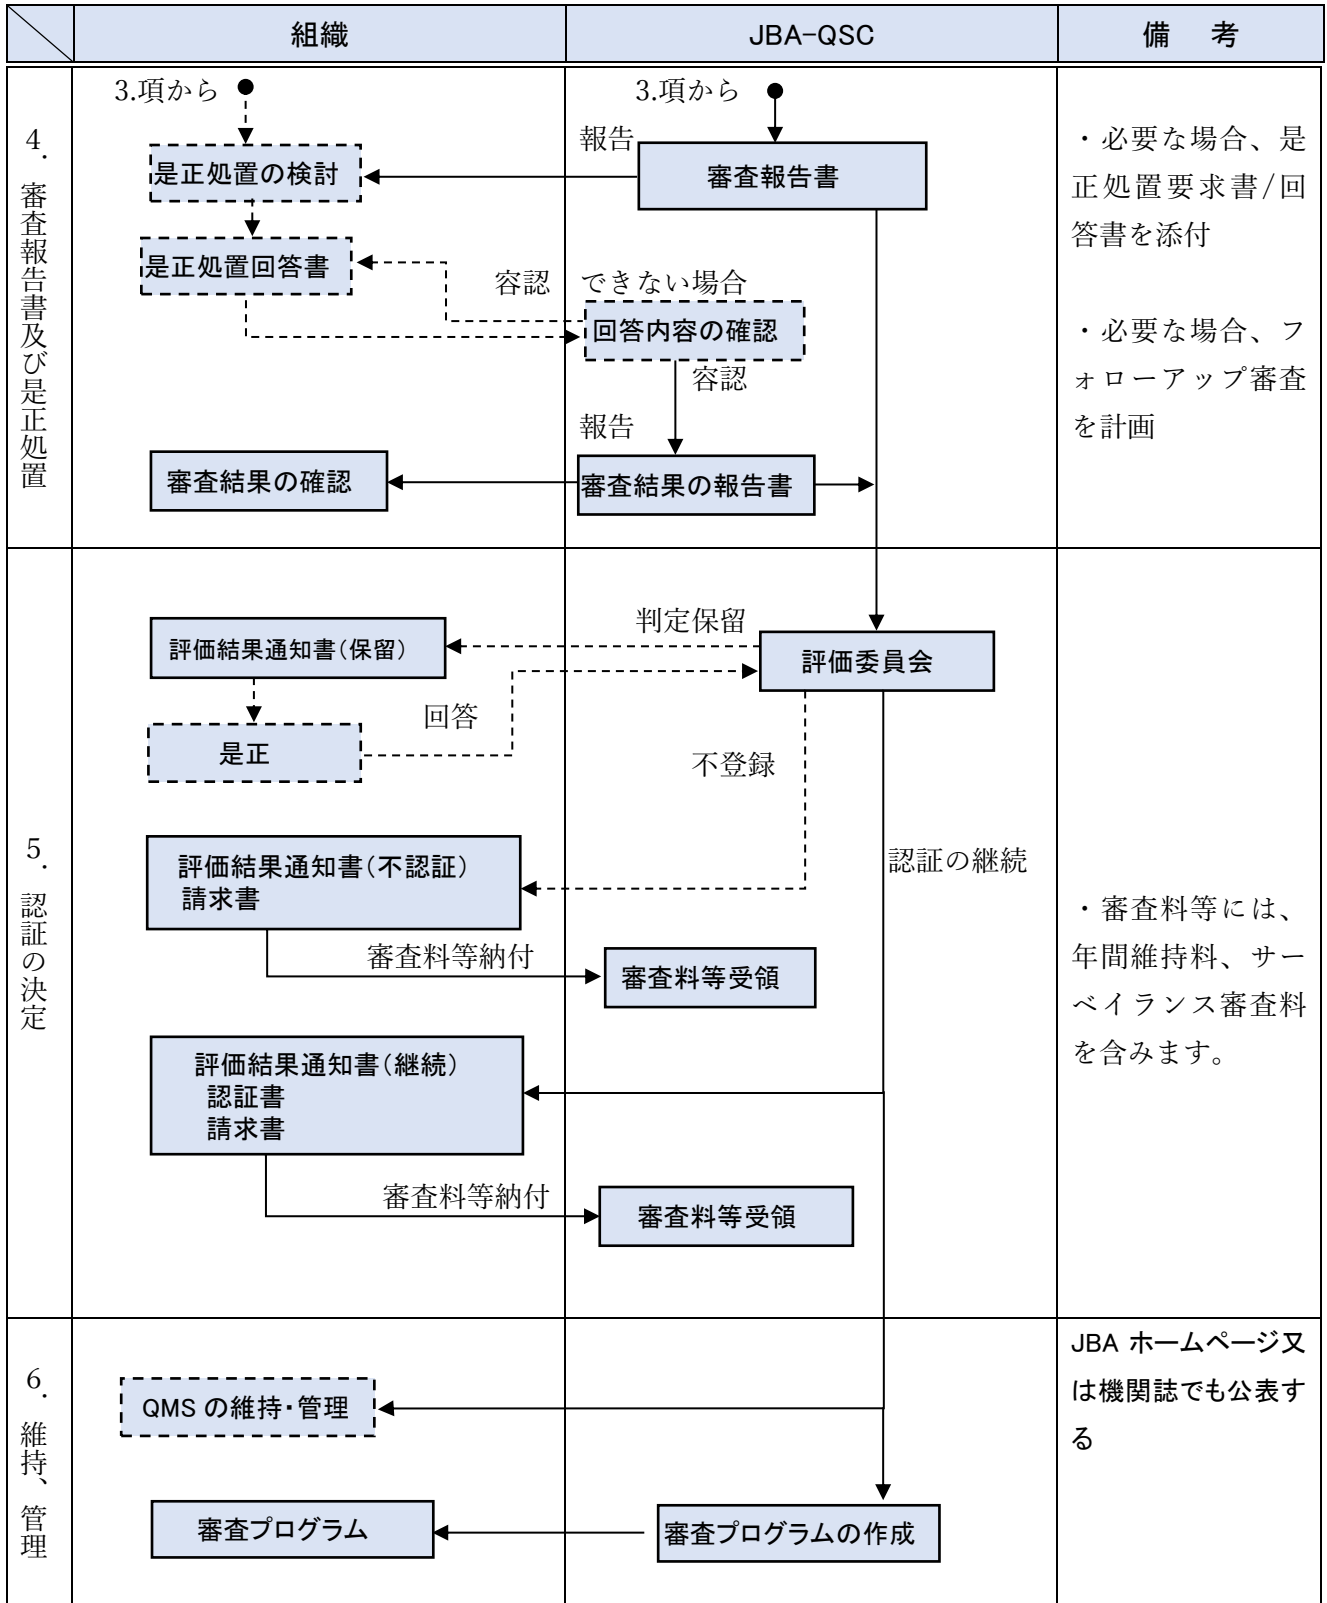 組織
JBA-QSC
備 考
4. 審査報告書及び是正処置
3.項から
3.項から
報告
是正処置の検討
審査報告書
是正処置回答書
容認 できない場合
回答内容の確認
容認
報告
審査結果の確認
審査結果の報告書
・必要な場合、是
正処置要求書/回
答書を添付
・必要な場合、フ
ォローアップ審査
を計画
5. 認証の決定
判定保留
評価結果通知書(保留)
評価委員会
回答
是正
不登録
認証の継続
評価結果通知書(不認証)
請求書
審査料等納付
審査料等受領
評価結果通知書(継続)
認証書
請求書
審査料等納付
審査料等受領
・審査料等には、
年間維持料、サー
ベイランス審査料
を含みます。
6. 維持、管理
QMS の維持・管理
審査プログラム
審査プログラムの作成
JBA ホームページ又
は機関誌でも公表す
る